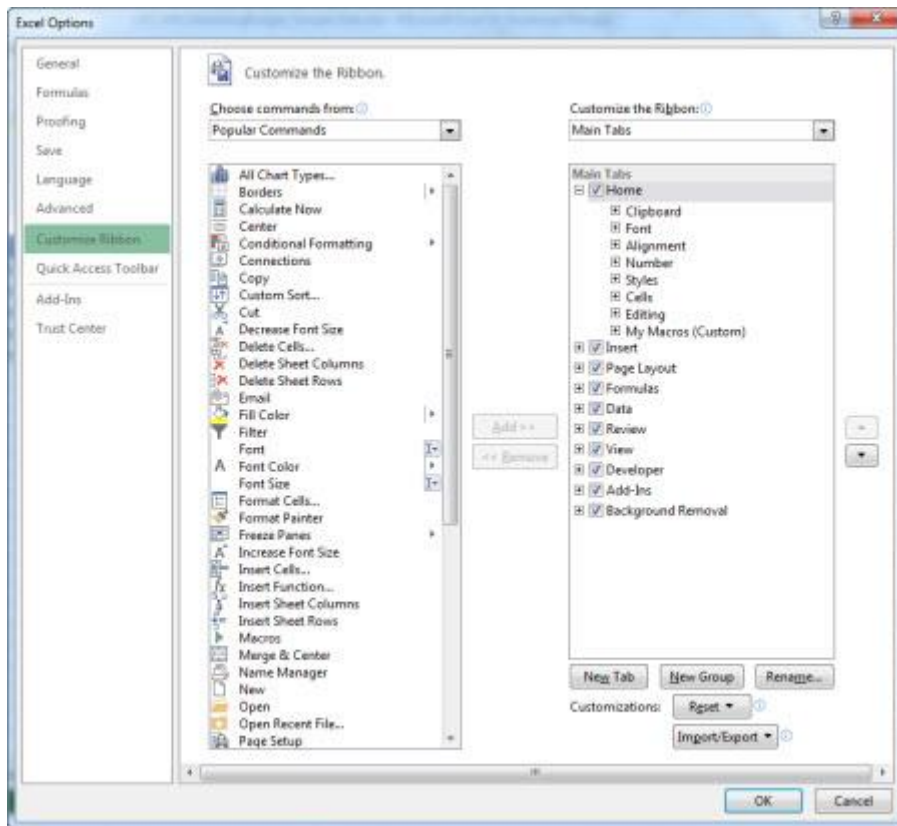 Excel Options
General
Formulas
Proofing
Save
Language
Advanced
Customize Ribbon
Quick Access Toolbar
Add-Ins
Trust Center
Customize the Ribbon.
Choose commands from:
Popular Commands
All Chart Types...
Borders
Calculate Now
Center
Conditional Formatting
Connections
Copy
Custom Sort...
Cut
Decrease Font Size
Delete Cells...
Delete Sheet Columns
Delete Sheet Rows
Email
Fill Color
Filter
Font
Font Color
Font Size
Format Cells...
Format Painter
Freeze Panes
Increase Font Size
Insert Cells...
Insert Function...
Insert Sheet Columns
Insert Sheet Rows
Macros
Merge & Center
Name Manager
New
Open
Open Recent File...
Page Setup
Add >>
<< Remove
Customize the Ribbon:
Main Tabs
Main Tabs
Home
Clipboard
Font
Alignment
Number
Styles
Cells
Editing
My Macros (Custom)
Insert
Page Layout
Formulas
Data
Review
View
Developer
Add-Ins
Background Removal
New Tab New Group Rename...
Customizations: Reset
Import/Export
OK Cancel